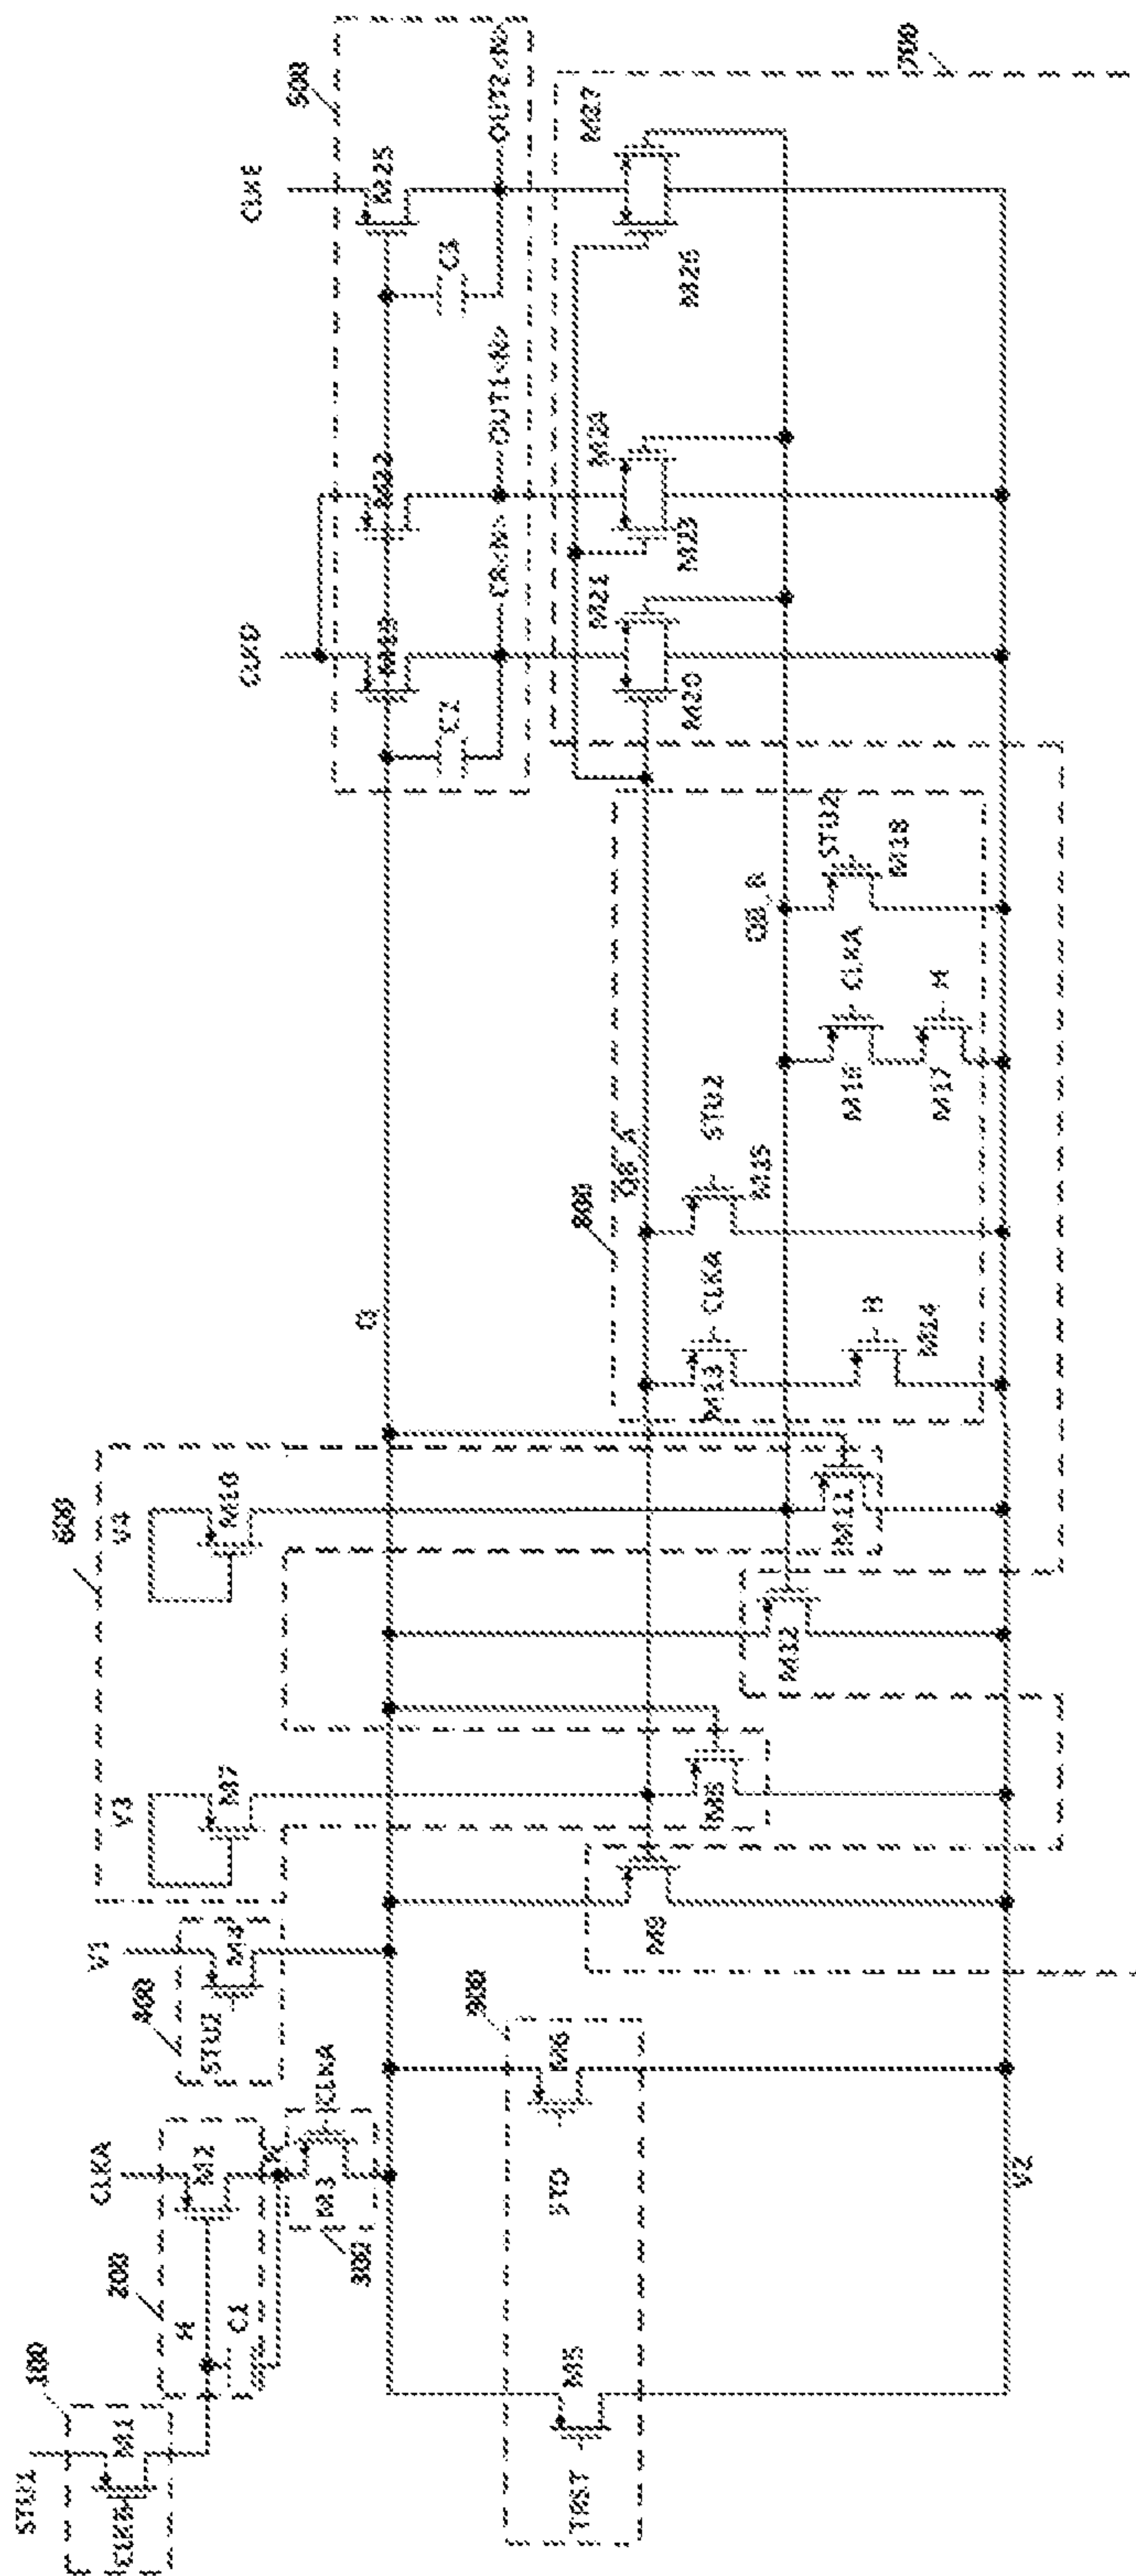 STU1
100
CLKB
M1
200
H
C1
CLKA
M2
N
M3
CLKA
300
400
STU2
V1
M4
600
V3
M7
V4
M10
Q
CLKD
CLKE
500
C2
M19
M22
C3
M25
CR<N>
OUT1<N>
OUT2<N>
900
TRST
M5
STD
M6
M9
M8
M12
M11
800
QB_A
M13
CLKA
H
M14
STU2
M15
QB_B
M16
CLKA
M17
H
STU2
M18
M20
M21
M23
M24
M26
M27
700
V2